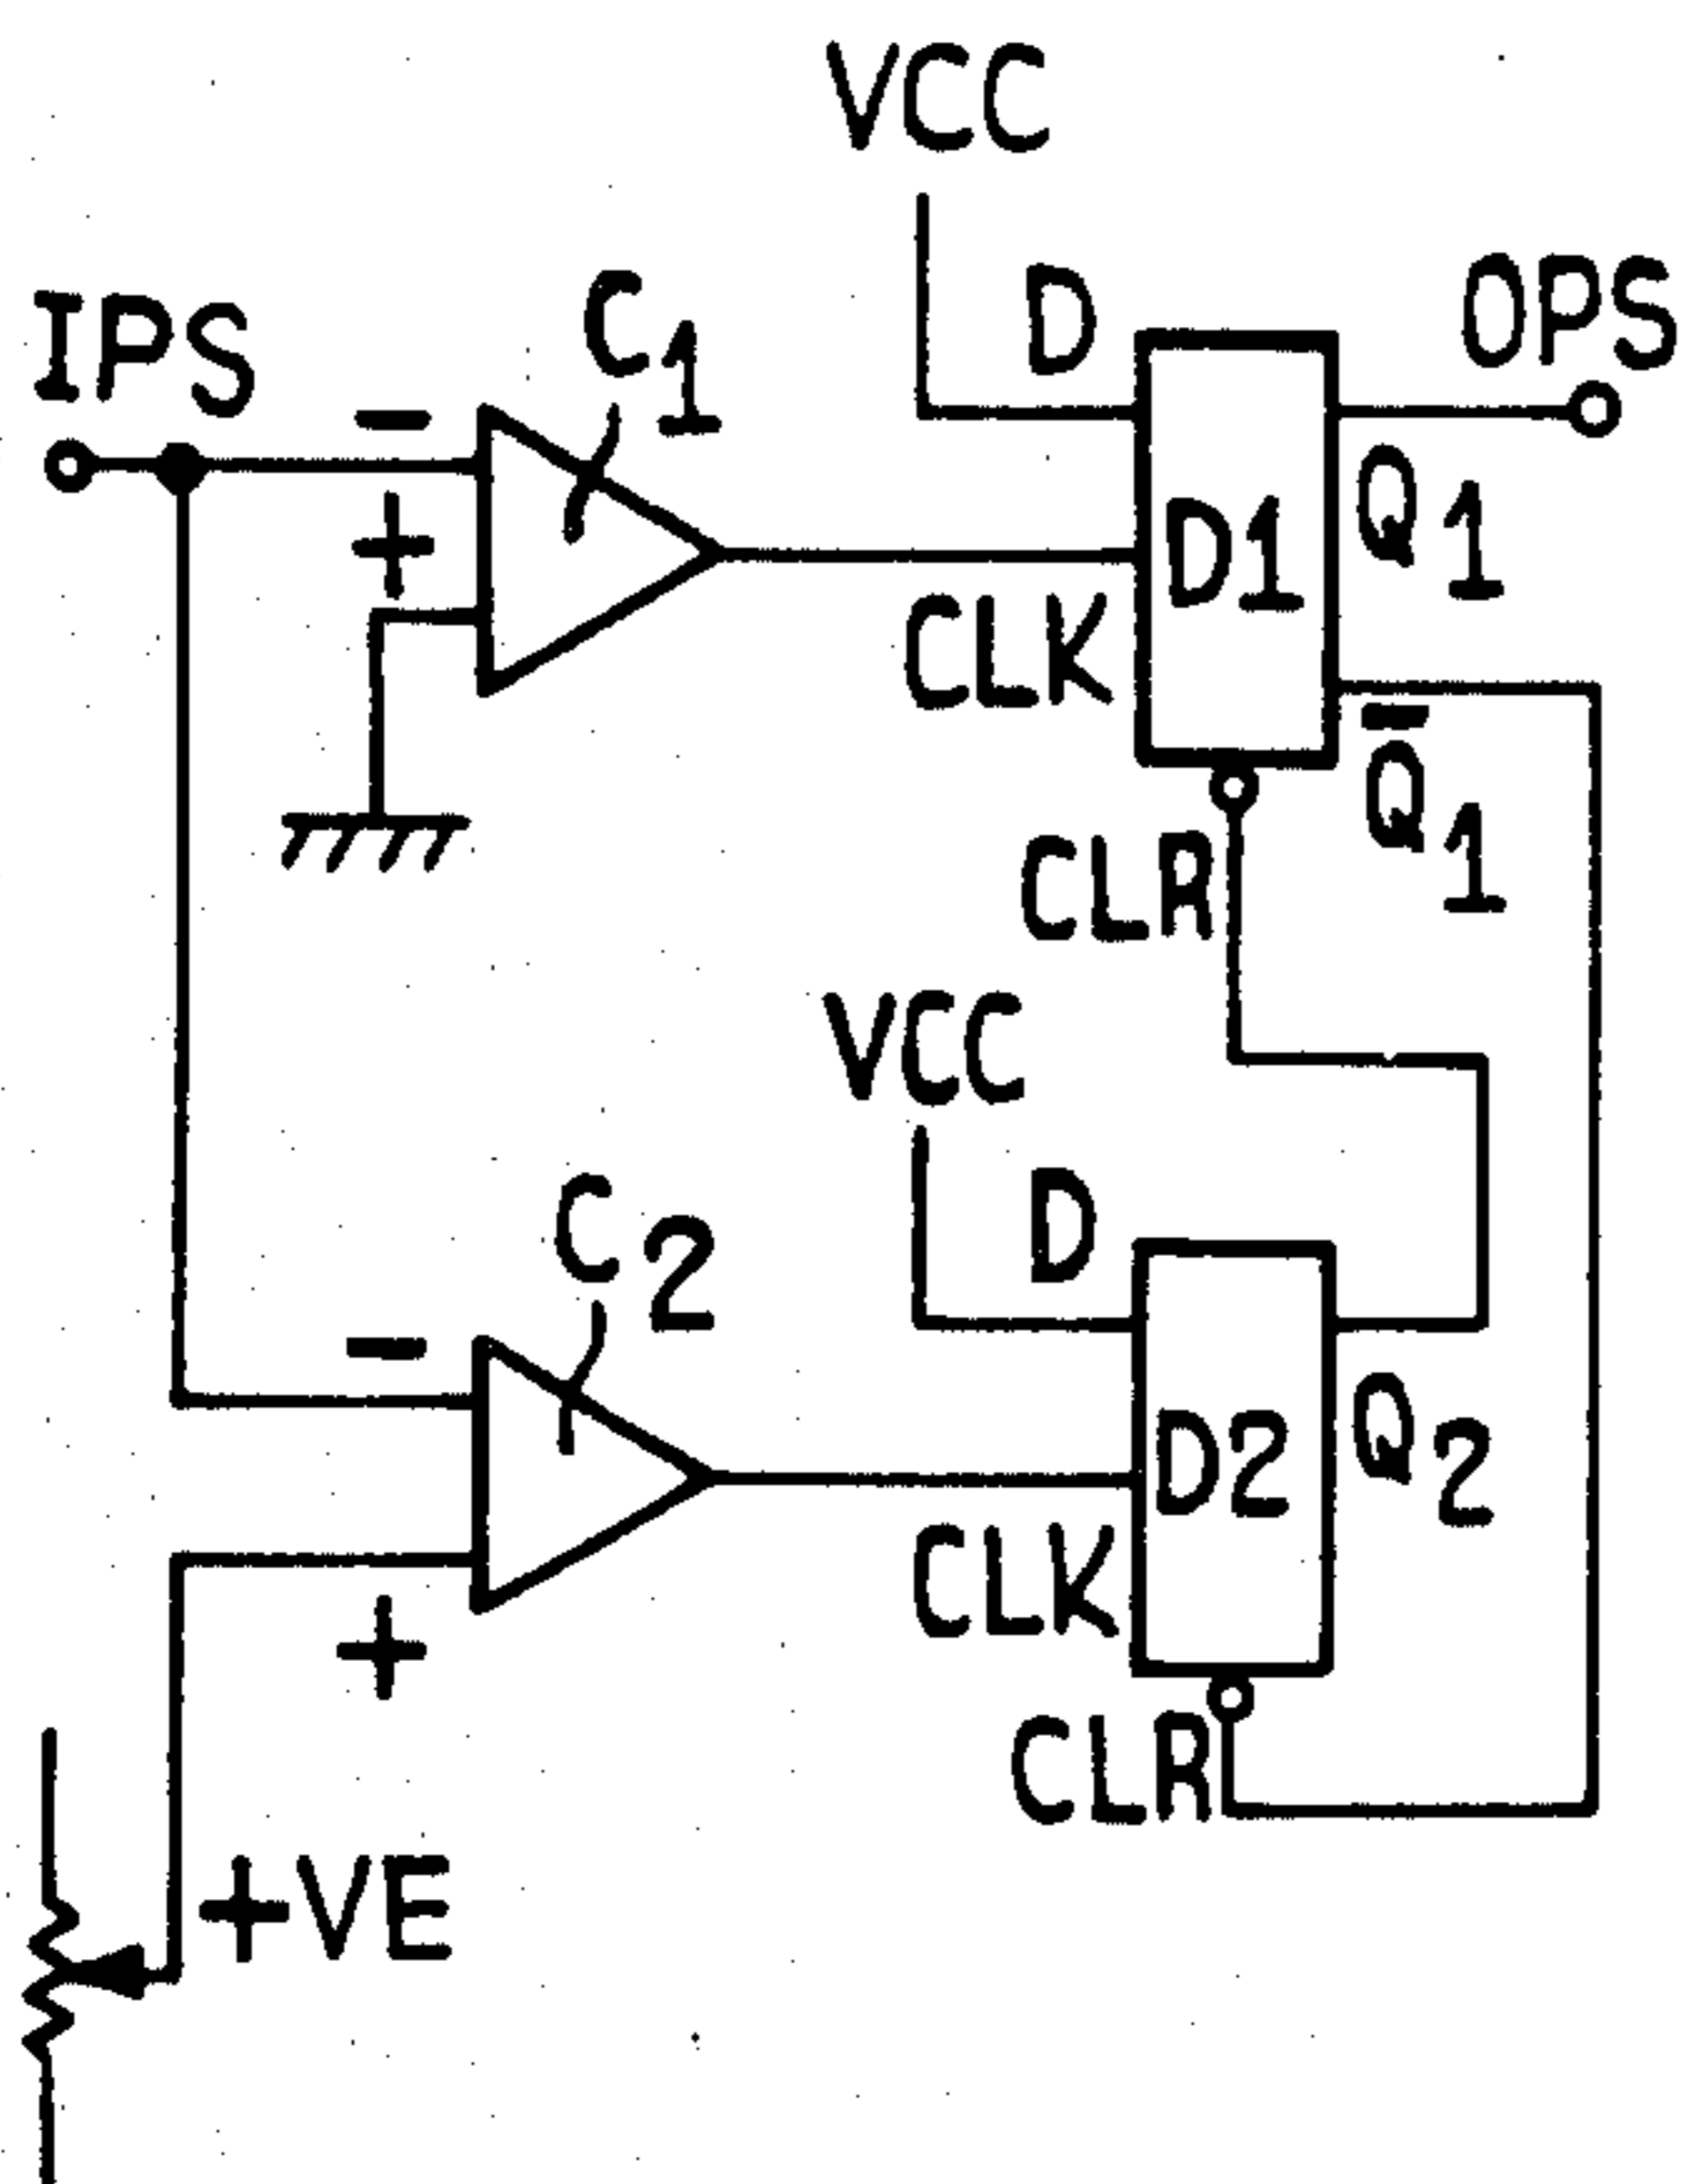 VCC
IPS
C1
D
OPS
−
+
D1
Q1
CLK
Q̄1
CLR
VCC
C2
D
−
D2
Q2
CLK
+
CLR
+VE